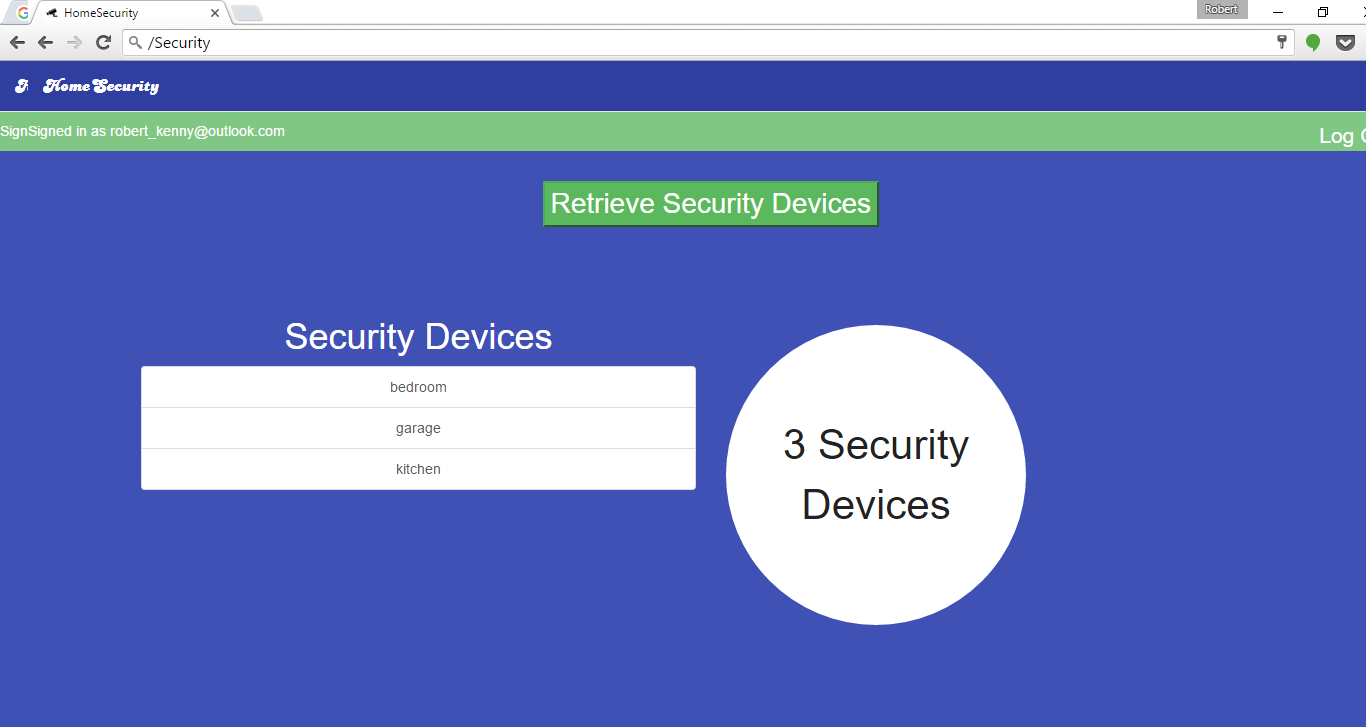 HomeSecurity
Robert
/Security
HomeSecurity
SignSigned in as robert_kenny@outlook.com
Log
Retrieve Security Devices
Security Devices
bedroom
garage
kitchen
3 Security
Devices